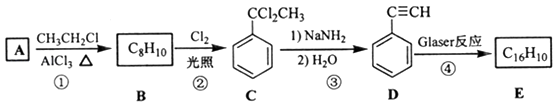 CCl₂CH₃ C≡CH
A CH₃CH₂Cl C₈H₁₀ Cl₂ 1) NaNH₂ Glaser反应 C₁₆H₁₀
AlCl₃ △ 光照 2) H₂O
① ② ③ ④
B C D E